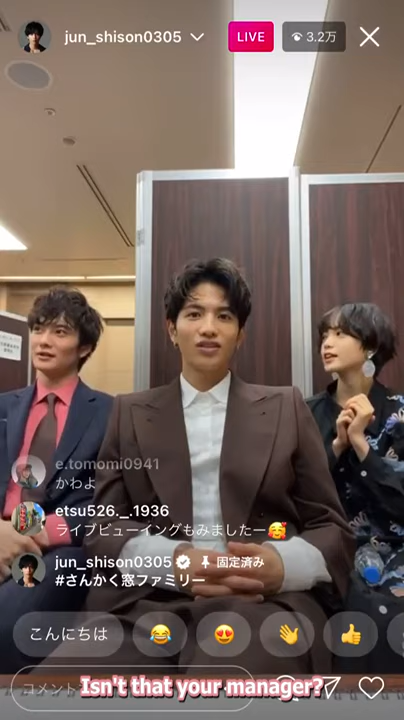 jun_shison0305
LIVE
3.2万
e.tomomi0941
かわよ
etsu526._.1936
ライブビューイングもみましたー🥰
jun_shison0305 固定済み
#さんかく窓ファミリー
こんにちは 😂 😍 👋 👍
Isn't that your manager?